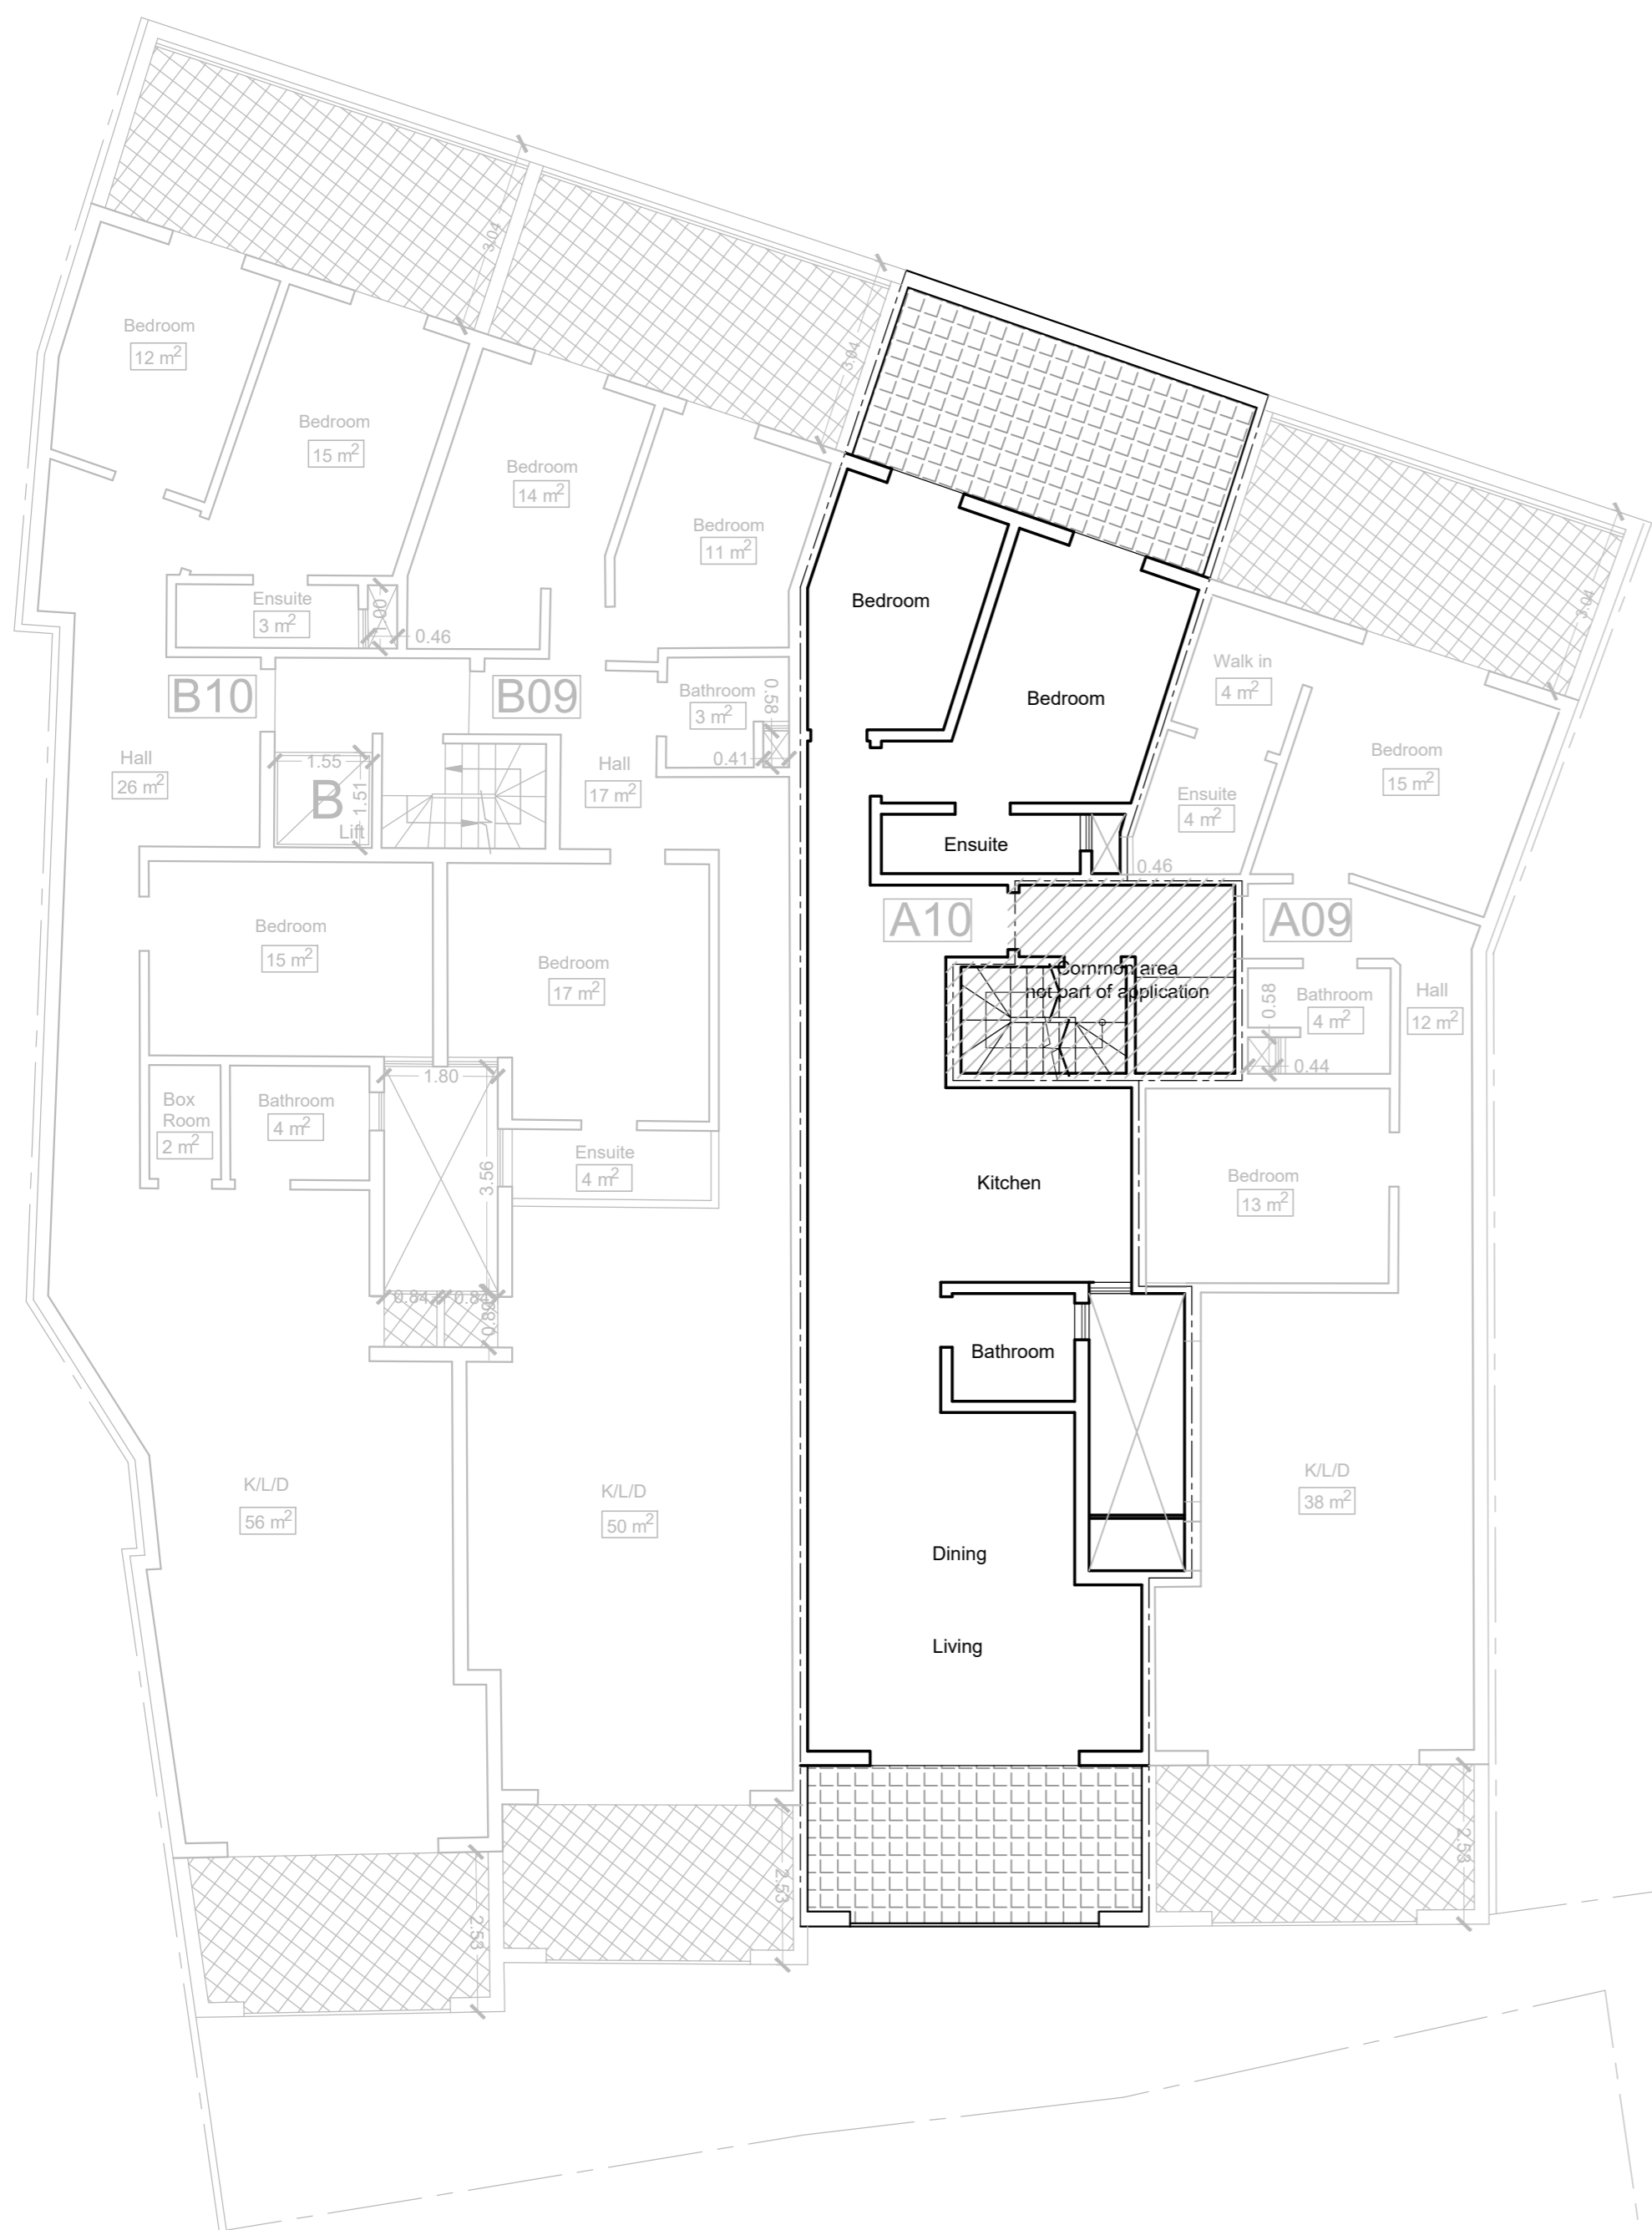 3.04
3.04
3.04
Bedroom
12 m²
Bedroom
15 m²
Bedroom
14 m²
Bedroom
11 m²
Ensuite
3 m²
1.00
0.46
B10
B09
Bathroom
3 m²
0.58
0.41
Hall
26 m²
1.55
1.51
B
Lift
Hall
17 m²
Bedroom
15 m²
Bedroom
17 m²
1.80
3.56
Box
Room
2 m²
Bathroom
4 m²
Ensuite
4 m²
0.84
0.84
0.89
K/L/D
56 m²
K/L/D
50 m²
2.53
2.53
Bedroom
Bedroom
Ensuite
0.46
A10
Common area
not part of application
Kitchen
Bathroom
Dining
Living
Walk in
4 m²
Bedroom
15 m²
Ensuite
4 m²
A09
Bathroom
4 m²
0.58
0.44
Hall
12 m²
Bedroom
13 m²
K/L/D
38 m²
2.53